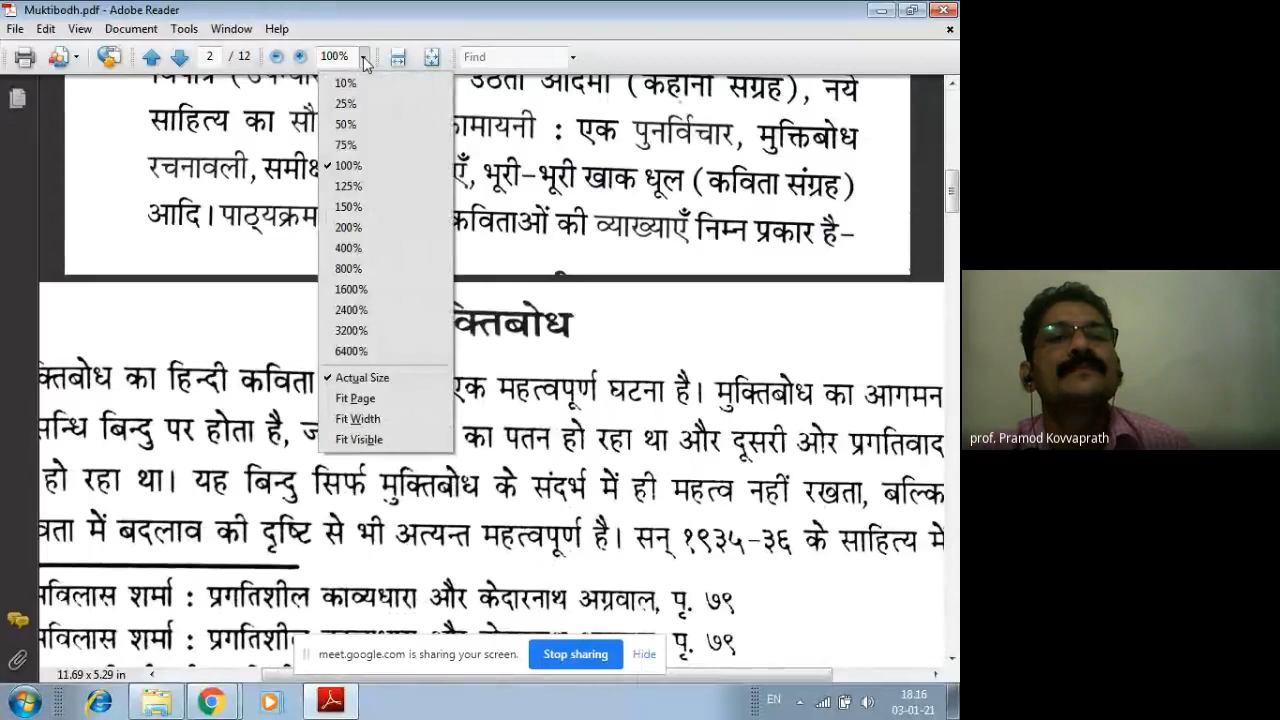 Muktibodh.pdf - Adobe Reader
File Edit View Document Tools Window Help
2 / 12 100% Find
10%
25%
50%
75%
100%
125%
150%
200%
400%
800%
1600%
2400%
3200%
6400%
Actual Size
Fit Page
Fit Width
Fit Visible
उठता आदमी (कहानी संग्रह), नये
साहित्य का सौ कामायनी : एक पुनर्विचार, मुक्तिबोध
रचनावली, समीक्ष एँ, भूरी-भूरी खाक धूल (कविता संग्रह)
आदि। पाठ्यक्रम कविताओं की व्याख्याएँ निम्न प्रकार है-
क्तिबोध
क्तिबोध का हिन्दी कविता एक महत्वपूर्ण घटना है। मुक्तिबोध का आगमन
सन्धि बिन्दु पर होता है, ज का पतन हो रहा था और दूसरी ओर प्रगतिवाद
हो रहा था। यह बिन्दु सिर्फ मुक्तिबोध के संदर्भ में ही महत्व नहीं रखता, बल्कि
वता में बदलाव की दृष्टि से भी अत्यन्त महत्वपूर्ण है। सन् १९३५-३६ के साहित्य में
मविलास शर्मा : प्रगतिशील काव्यधारा और केदारनाथ अग्रवाल, पृ. ७९
मविलास शर्मा : प्रगतिशी पृ. ७९
meet.google.com is sharing your screen. Stop sharing Hide
11.69 x 5.29 in
EN
18.16
03-01-21
prof. Pramod Kovvaprath